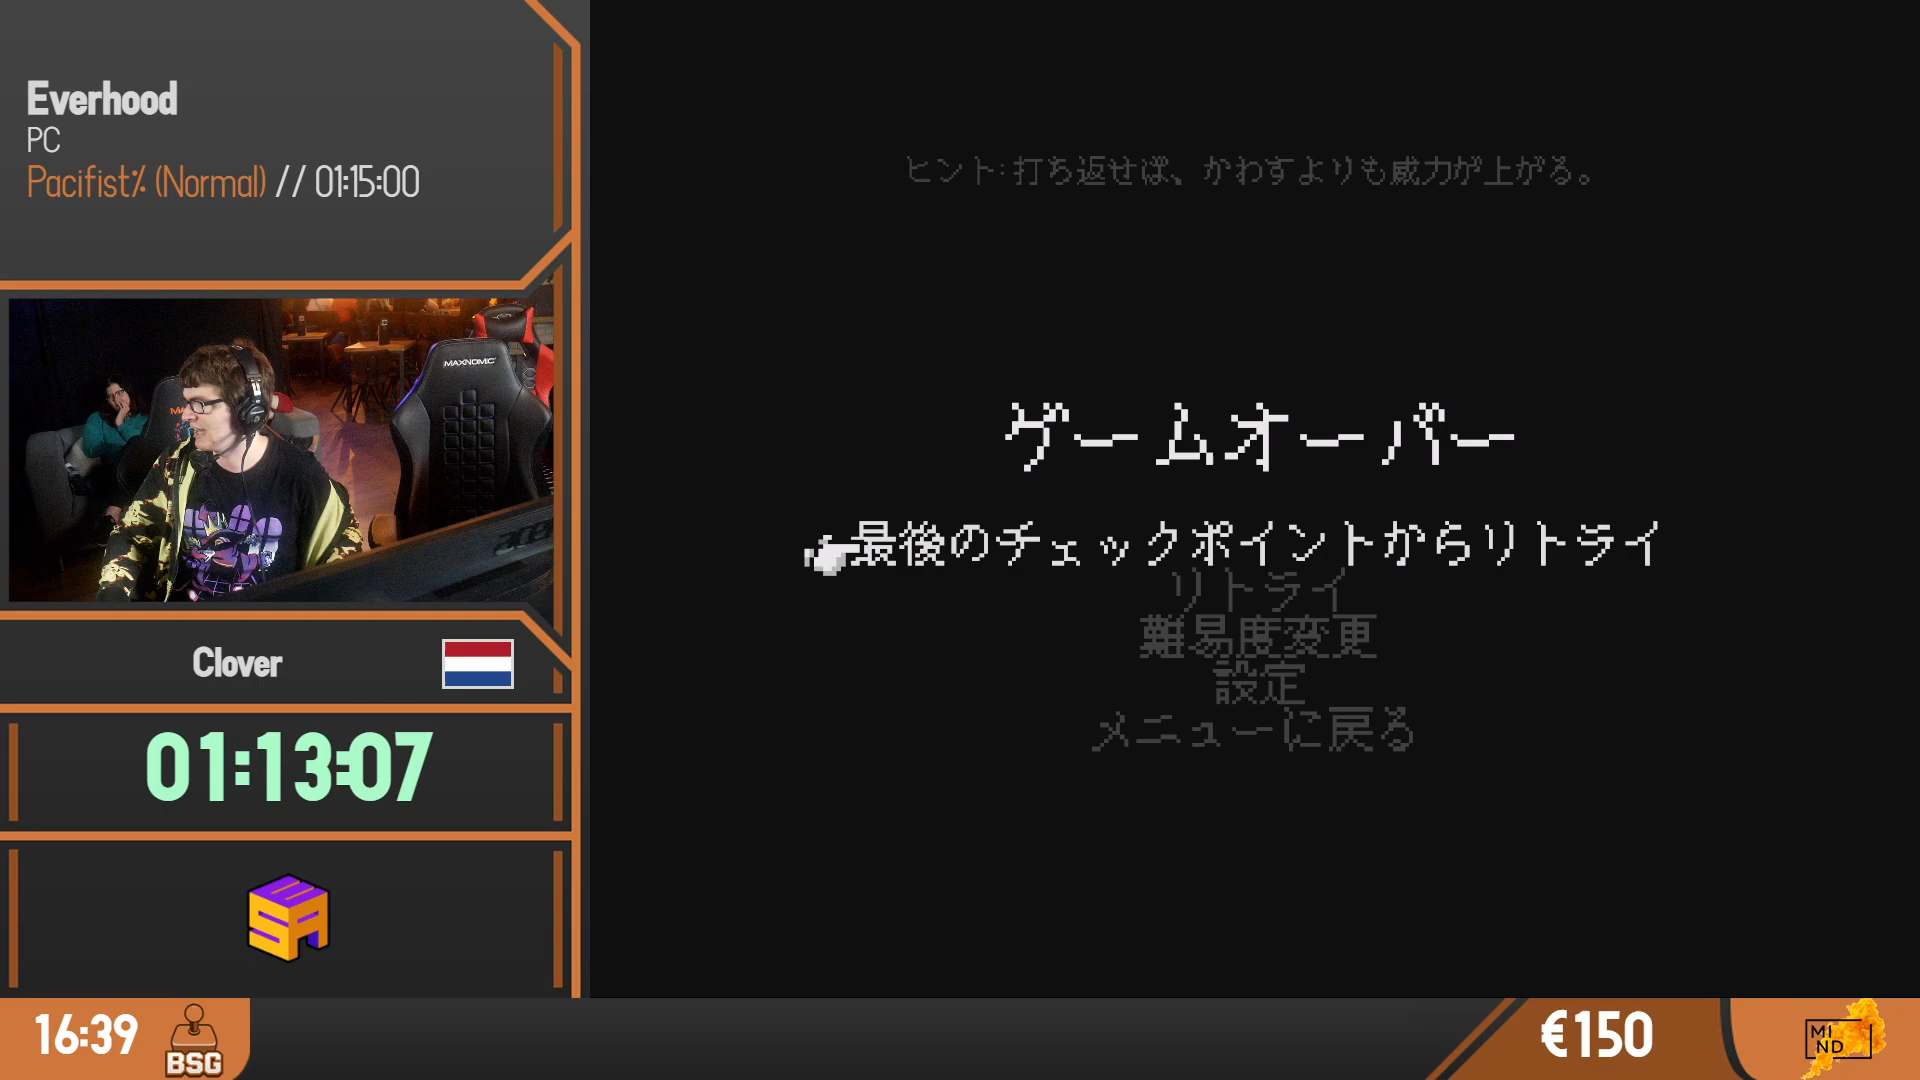 Everhood
PC
Pacifist% (Normal) // 01:15:00
MAXNOMIC
acer
Clover
01:13:07
ESA
16:39
BSG
ヒント:打ち返せば、かわすよりも威力が上がる。
ゲームオーバー
最後のチェックポイントからリトライ
リトライ
難易度変更
設定
メニューに戻る
€150
MI
ND